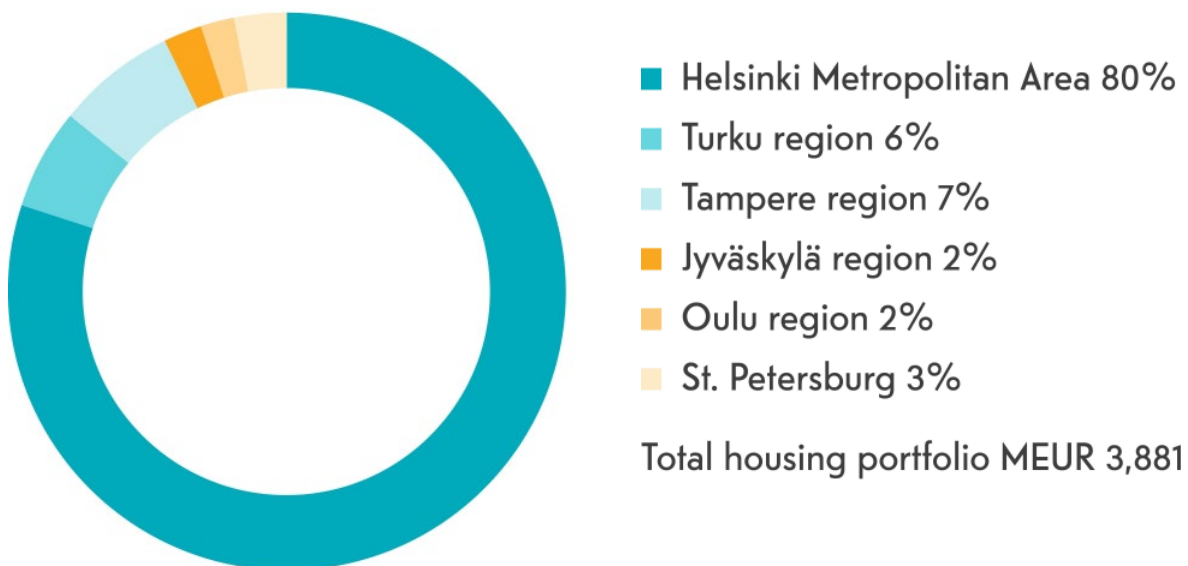 Helsinki Metropolitan Area 80%
Turku region 6%
Tampere region 7%
Jyväskylä region 2%
Oulu region 2%
St. Petersburg 3%
Total housing portfolio MEUR 3,881